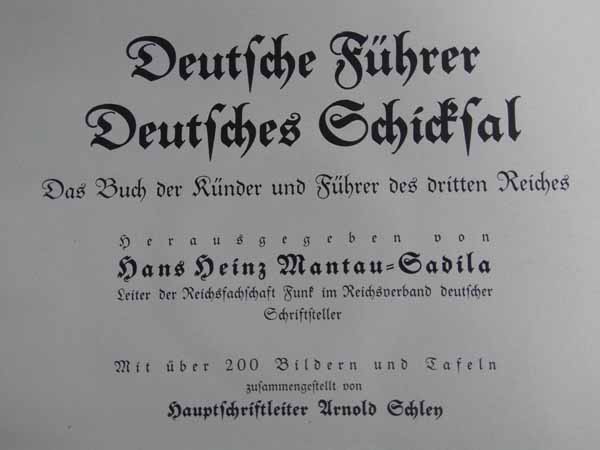 Deutſche Führer
Deutſches Schickſal
Das Buch der Künder und Führer des dritten Reiches
Herausgegeben von
Hans Heinz Mantau-Sadila
Leiter der Reichsfachſchaft Funk im Reichsverband deutſcher
Schriftſteller
Mit über 200 Bildern und Tafeln
zuſammengeſtellt von
Hauptſchriftleiter Arnold Schley